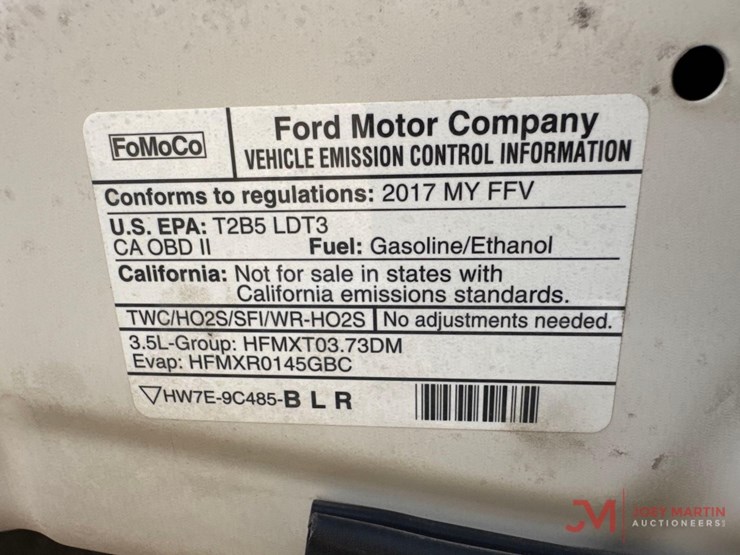 FoMoCo
Ford Motor Company
VEHICLE EMISSION CONTROL INFORMATION
Conforms to regulations: 2017 MY FFV
U.S. EPA: T2B5 LDT3
CA OBD II Fuel: Gasoline/Ethanol
California: Not for sale in states with
California emissions standards.
TWC/HO2S/SFI/WR-HO2S No adjustments needed.
3.5L-Group: HFMXT03.73DM
Evap: HFMXR0145GBC
HW7E-9C485-B L R
JM JOEY MARTIN
AUCTIONEERS